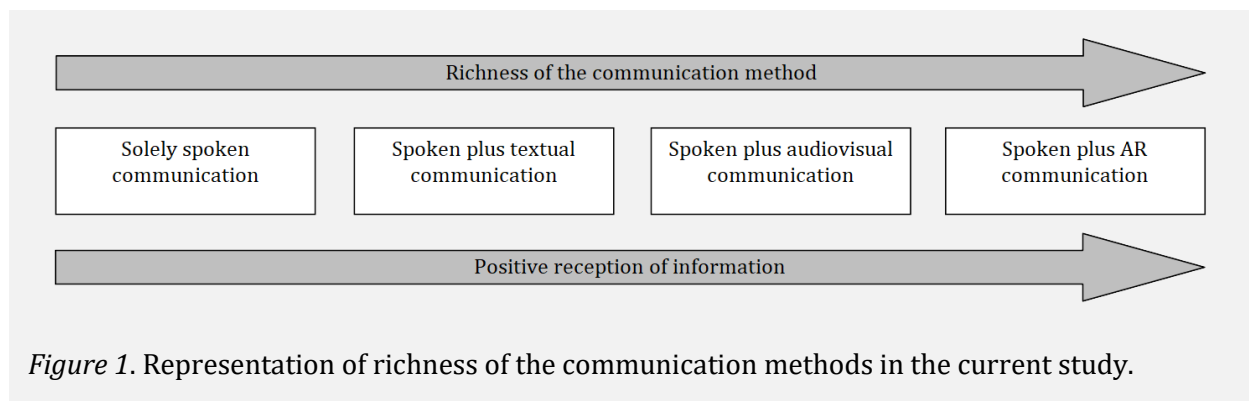 Richness of the communication method
Solely spoken
communication
Spoken plus textual
communication
Spoken plus audiovisual
communication
Spoken plus AR
communication
Positive reception of information
Figure 1. Representation of richness of the communication methods in the current study.